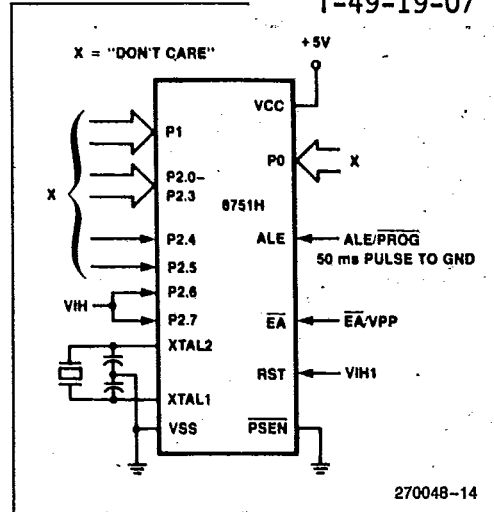 T-49-19-07
X = "DON'T CARE"
+5V
VCC
P1
P0
X
P2.0–
P2.3
X
8751H
P2.4
ALE
ALE/PROG
50 ms PULSE TO GND
P2.5
P2.6
VIH
P2.7
EA
EA/VPP
XTAL2
RST
VIH1
XTAL1
VSS
PSEN
270048–14